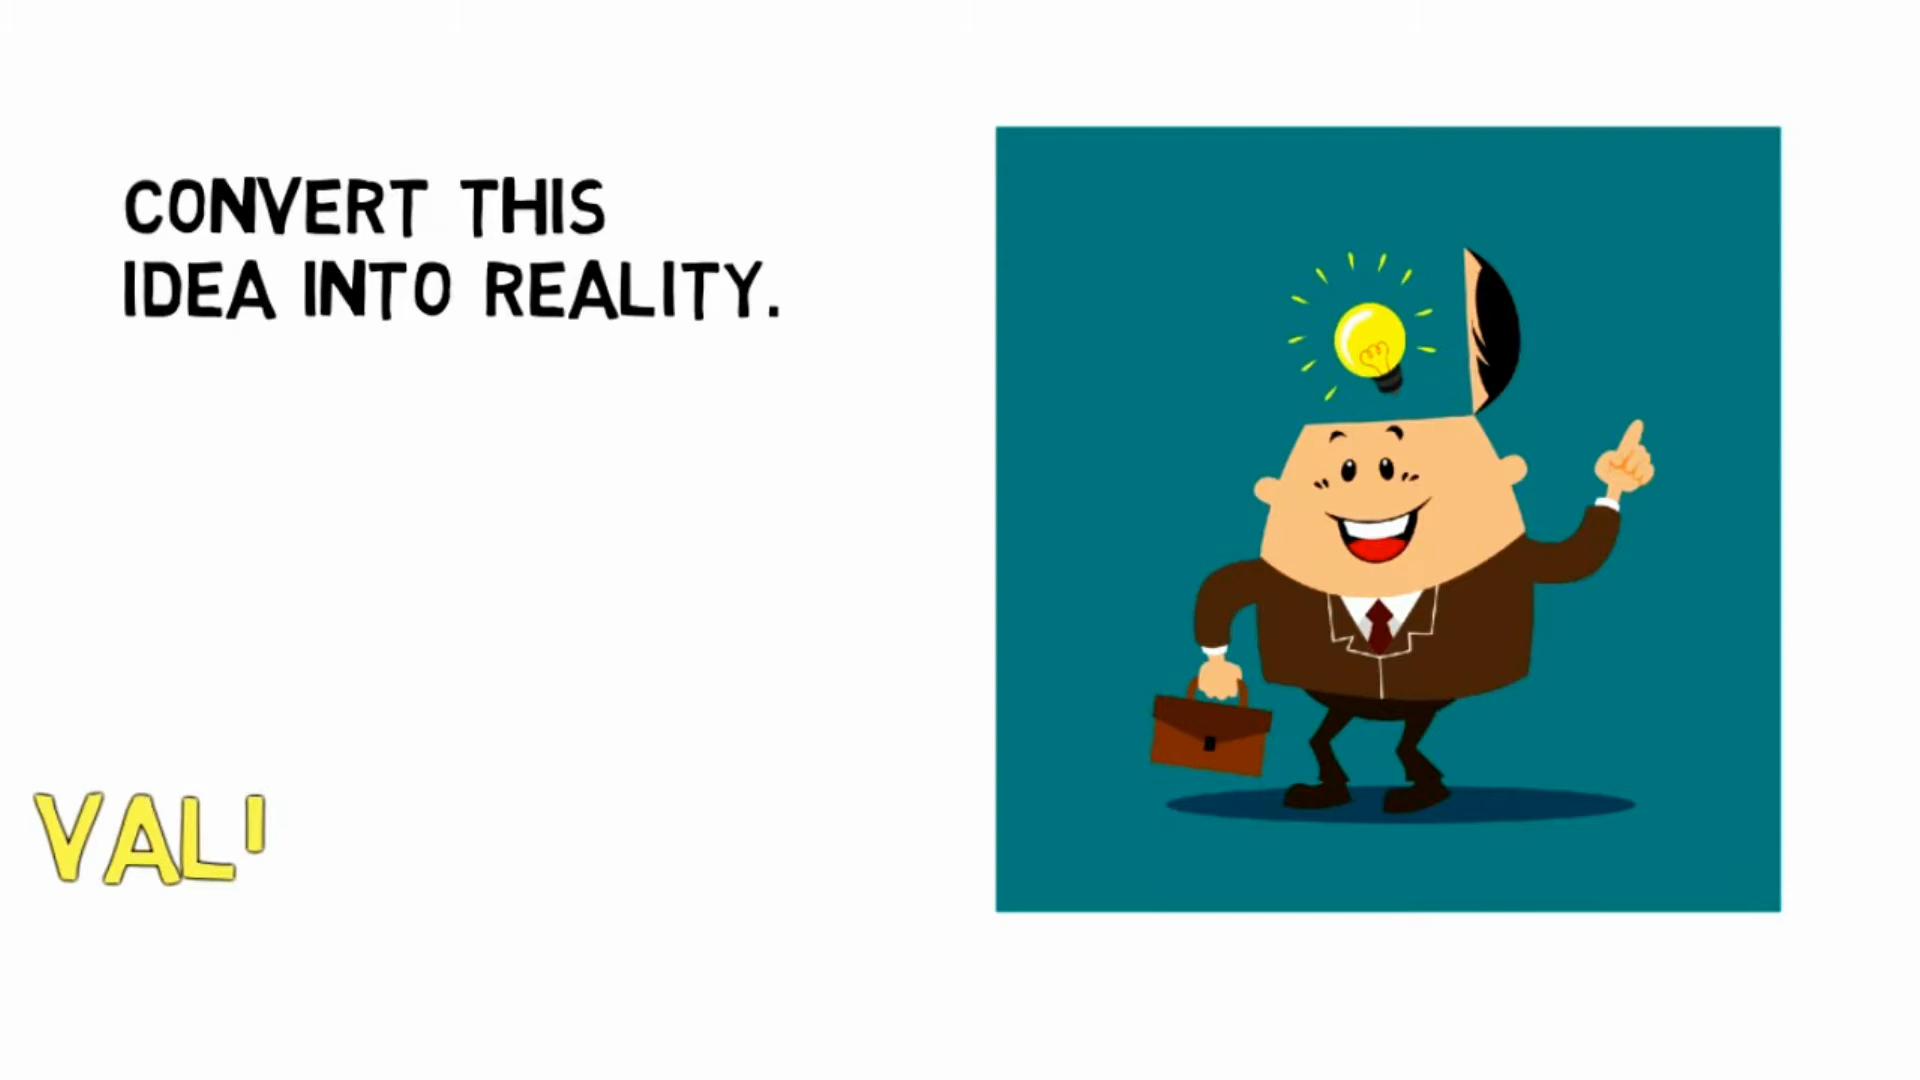 CONVERT THIS
IDEA INTO REALITY.
VAL